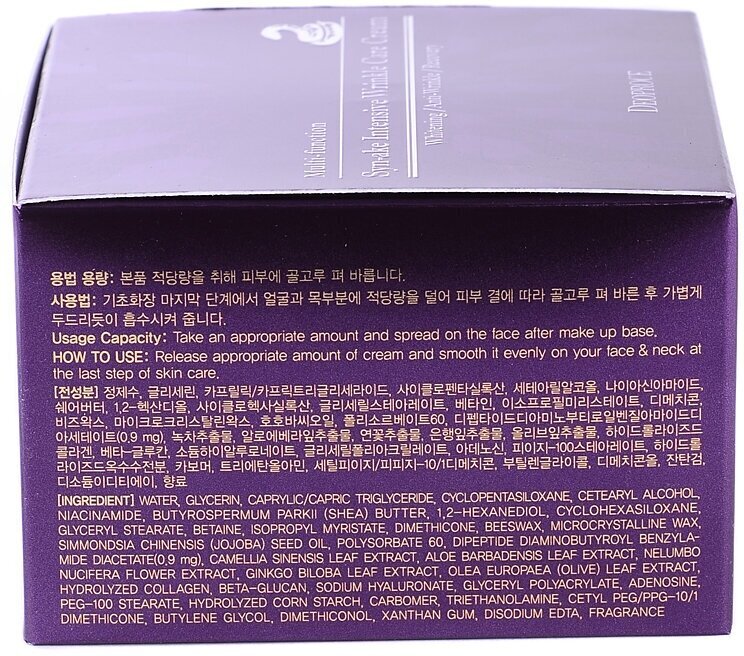 Multi-function
Syn-ake Intensive Wrinkle Care Cream
Whitening/Anti-Wrinkle/Recovery
DEOPROCE
용법 용량: 본품 적당량을 취해 피부에 골고루 펴 바릅니다.
사용법: 기초화장 마지막 단계에서 얼굴과 목부분에 적당량을 덜어 피부 결에 따라 골고루 펴 바른 후 가볍게
두드리듯이 흡수시켜 줍니다.
Usage Capacity: Take an appropriate amount and spread on the face after make up base.
HOW TO USE: Release appropriate amount of cream and smooth it evenly on your face & neck at
the last step of skin care.
[전성분] 정제수, 글리세린, 카프릴릭/카프릭트리글리세라이드, 사이클로펜타실록산, 세테아릴알코올, 나이아신아마이드,
쉐어버터, 1,2-헥산디올, 사이클로헥사실록산, 글리세릴스테아레이트, 베타인, 이소프로필미리스테이트, 디메치콘,
비즈왁스, 마이크로크리스탈린왁스, 호호바씨오일, 폴리소르베이트60, 디펩타이드디아미노부티로일벤질아마이드디
아세테이트(0.9 mg), 녹차추출물, 알로에베라잎추출물, 연꽃추출물, 은행잎추출물, 올리브잎추출물, 하이드롤라이즈드
콜라겐, 베타-글루칸, 소듐하이알루로네이트, 글리세릴폴리아크릴레이트, 아데노신, 피이지-100스테아레이트, 하이드롤
라이즈드옥수수전분, 카보머, 트리에탄올아민, 세틸피이지/피피지-10/1디메치콘, 부틸렌글라이콜, 디메치콘올, 잔탄검,
디소듐이디티에이, 향료
[INGREDIENT] WATER, GLYCERIN, CAPRYLIC/CAPRIC TRIGLYCERIDE, CYCLOPENTASILOXANE, CETEARYL ALCOHOL,
NIACINAMIDE, BUTYROSPERMUM PARKII (SHEA) BUTTER, 1,2-HEXANEDIOL, CYCLOHEXASILOXANE,
GLYCERYL STEARATE, BETAINE, ISOPROPYL MYRISTATE, DIMETHICONE, BEESWAX, MICROCRYSTALLINE WAX,
SIMMONDSIA CHINENSIS (JOJOBA) SEED OIL, POLYSORBATE 60, DIPEPTIDE DIAMINOBUTYROYL BENZYLA-
MIDE DIACETATE(0,9 mg), CAMELLIA SINENSIS LEAF EXTRACT, ALOE BARBADENSIS LEAF EXTRACT, NELUMBO
NUCIFERA FLOWER EXTRACT, GINKGO BILOBA LEAF EXTRACT, OLEA EUROPAEA (OLIVE) LEAF EXTRACT,
HYDROLYZED COLLAGEN, BETA-GLUCAN, SODIUM HYALURONATE, GLYCERYL POLYACRYLATE, ADENOSINE,
PEG-100 STEARATE, HYDROLYZED CORN STARCH, CARBOMER, TRIETHANOLAMINE, CETYL PEG/PPG-10/1
DIMETHICONE, BUTYLENE GLYCOL, DIMETHICONOL, XANTHAN GUM, DISODIUM EDTA, FRAGRANCE